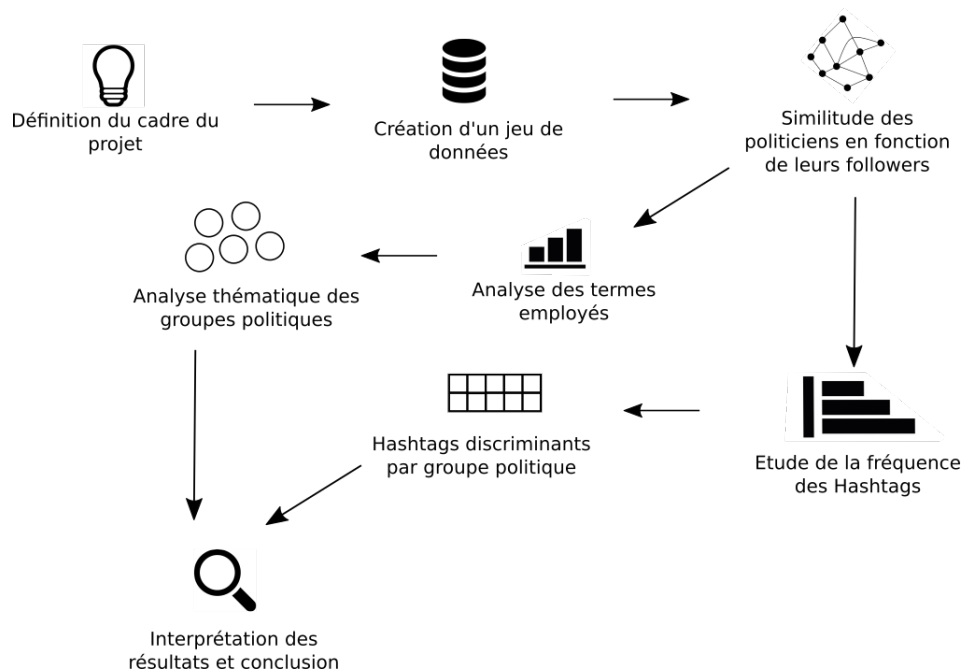 Définition du cadre du
projet
Création d'un jeu de
données
Similitude des
politiciens en fonction
de leurs followers
Analyse thématique des
groupes politiques
Analyse des termes
employés
Hashtags discriminants
par groupe politique
Etude de la fréquence
des Hashtags
Interprétation des
résultats et conclusion